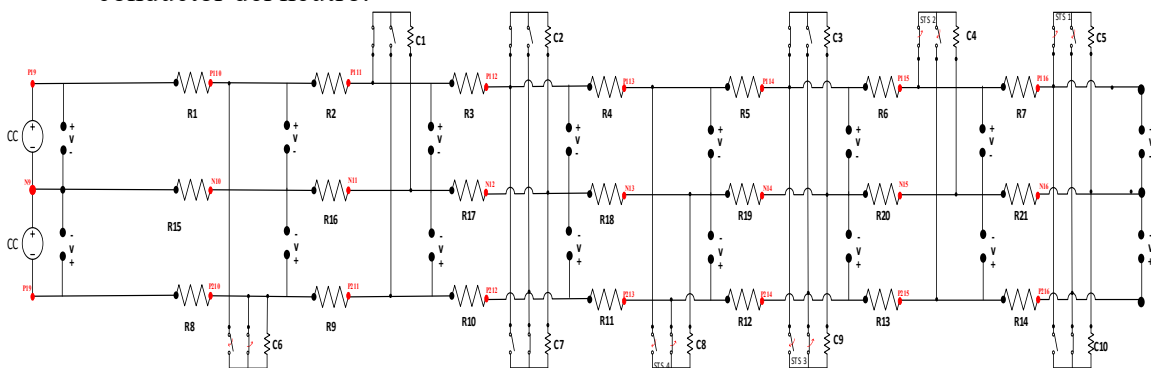 conductor del neutro.
STS 2 STS 1
C1 C2 C3 C4 C5
P19 P110 P111 P112 P113 P114 P115 P116
R1 R2 R3 R4 R5 R6 R7
CC + − + V - + V - + V - + V - + V - + V - + V - + V -
N9 N10 N11 N12 N13 N14 N15 N16
R15 R16 R17 R18 R19 R20 R21
CC + − - V + - V + - V + - V + - V + - V + - V + - V +
P19 P210 P211 P212 P213 P214 P215 P216
R8 R9 R10 R11 R12 R13 R14
C6 C7 C8 C9 C10
STS 4 STS 3